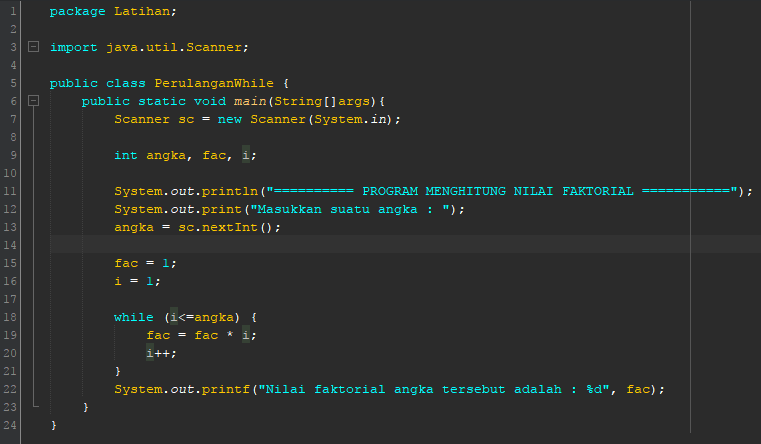 1 package Latihan;
2
3 import java.util.Scanner;
4
5 public class PerulanganWhile {
6 public static void main(String[]args){
7 Scanner sc = new Scanner(System.in);
8
9 int angka, fac, i;
10
11 System.out.println("========== PROGRAM MENGHITUNG NILAI FAKTORIAL ===========");
12 System.out.print("Masukkan suatu angka : ");
13 angka = sc.nextInt();
14
15 fac = 1;
16 i = 1;
17
18 while (i<=angka) {
19 fac = fac * i;
20 i++;
21 }
22 System.out.printf("Nilai faktorial angka tersebut adalah : %d", fac);
23 }
24 }